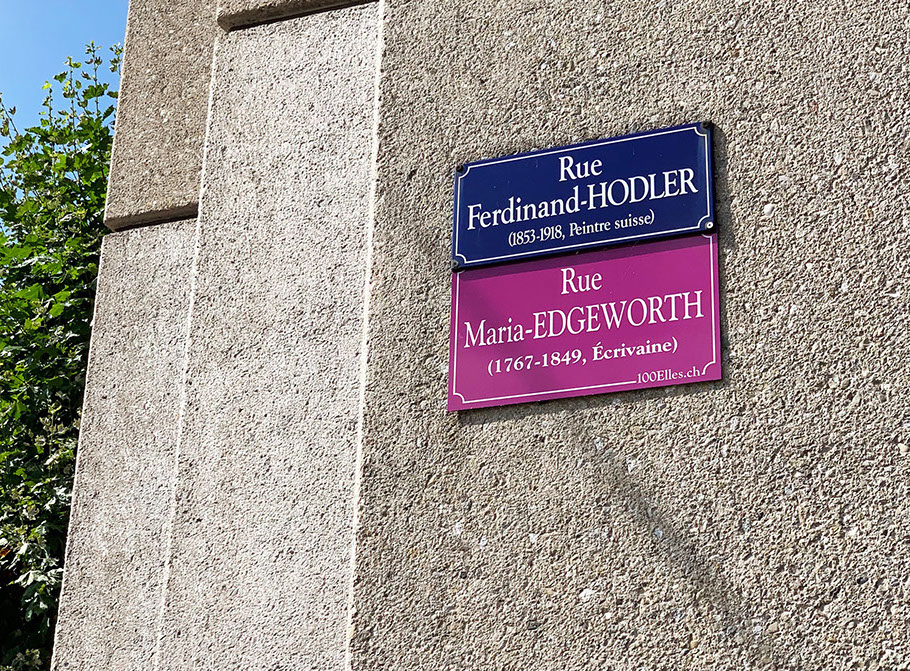 Rue
Ferdinand-HODLER
(1853-1918, Peintre suisse)
Rue
Maria-EDGEWORTH
(1767-1849, Écrivaine)
100Elles.ch